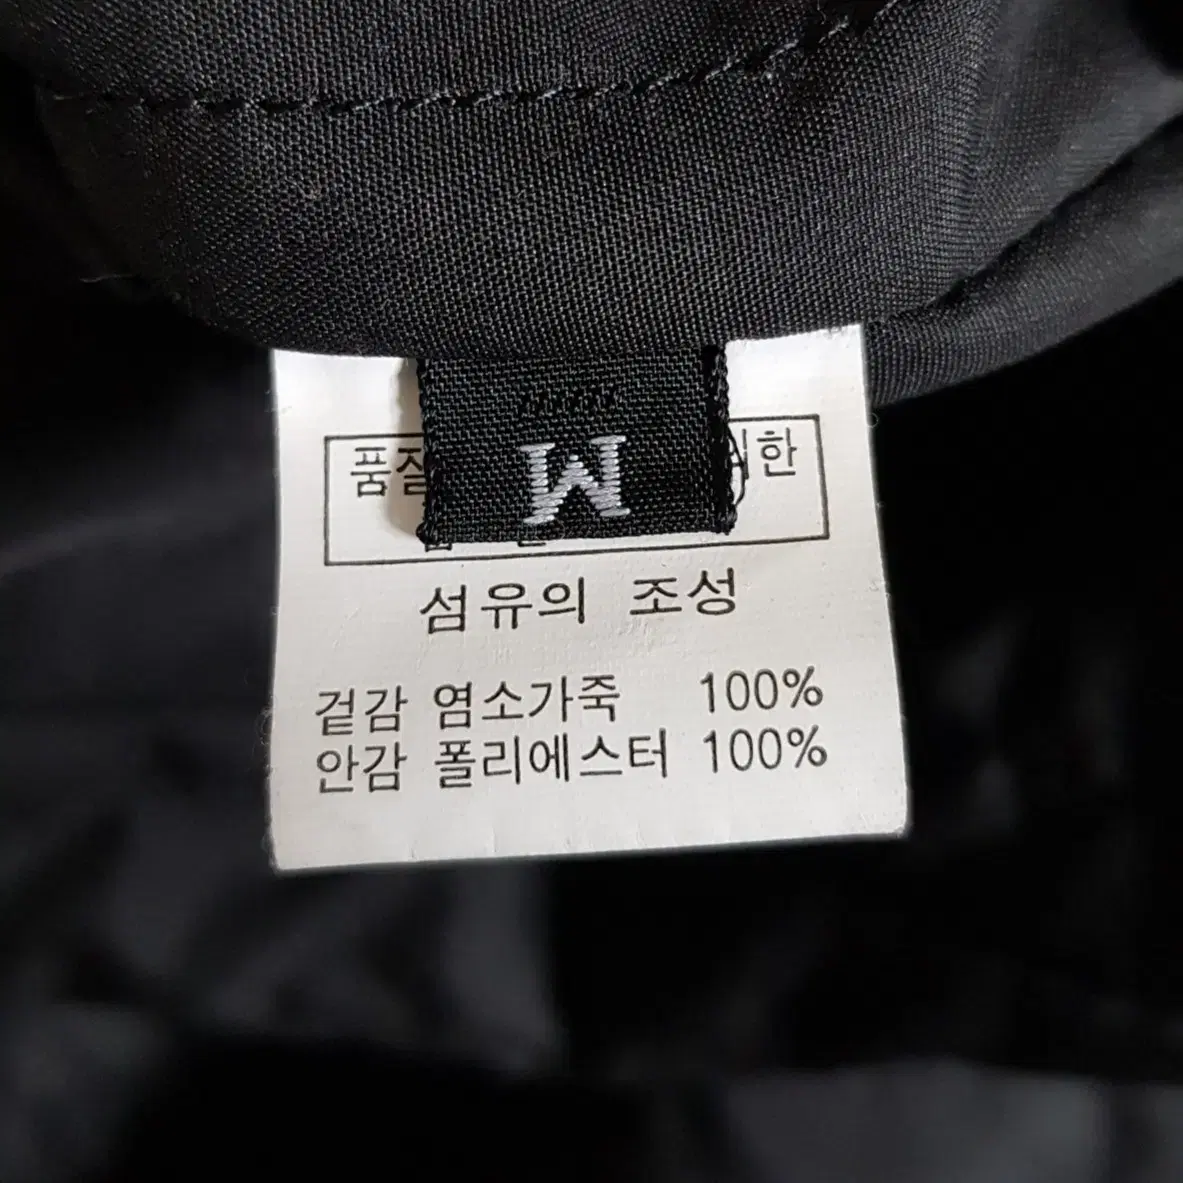 M
품질
한
섬유의 조성
겉감 염소가죽 100%
안감 폴리에스터 100%